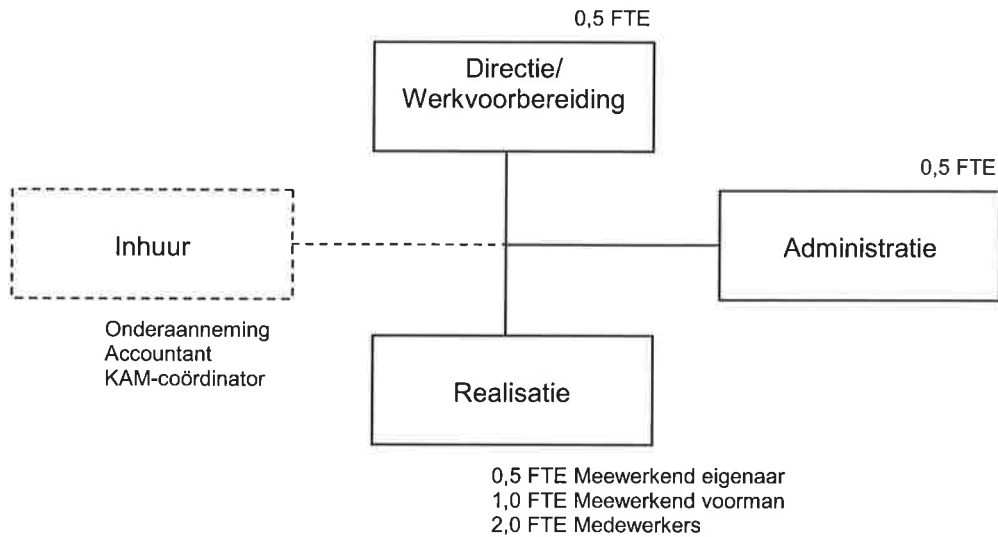 0,5 FTE
Directie/
Werkvoorbereiding
0,5 FTE
Inhuur
Administratie
Onderaanneming
Accountant
KAM-coördinator
Realisatie
0,5 FTE Meewerkend eigenaar
1,0 FTE Meewerkend voorman
2,0 FTE Medewerkers